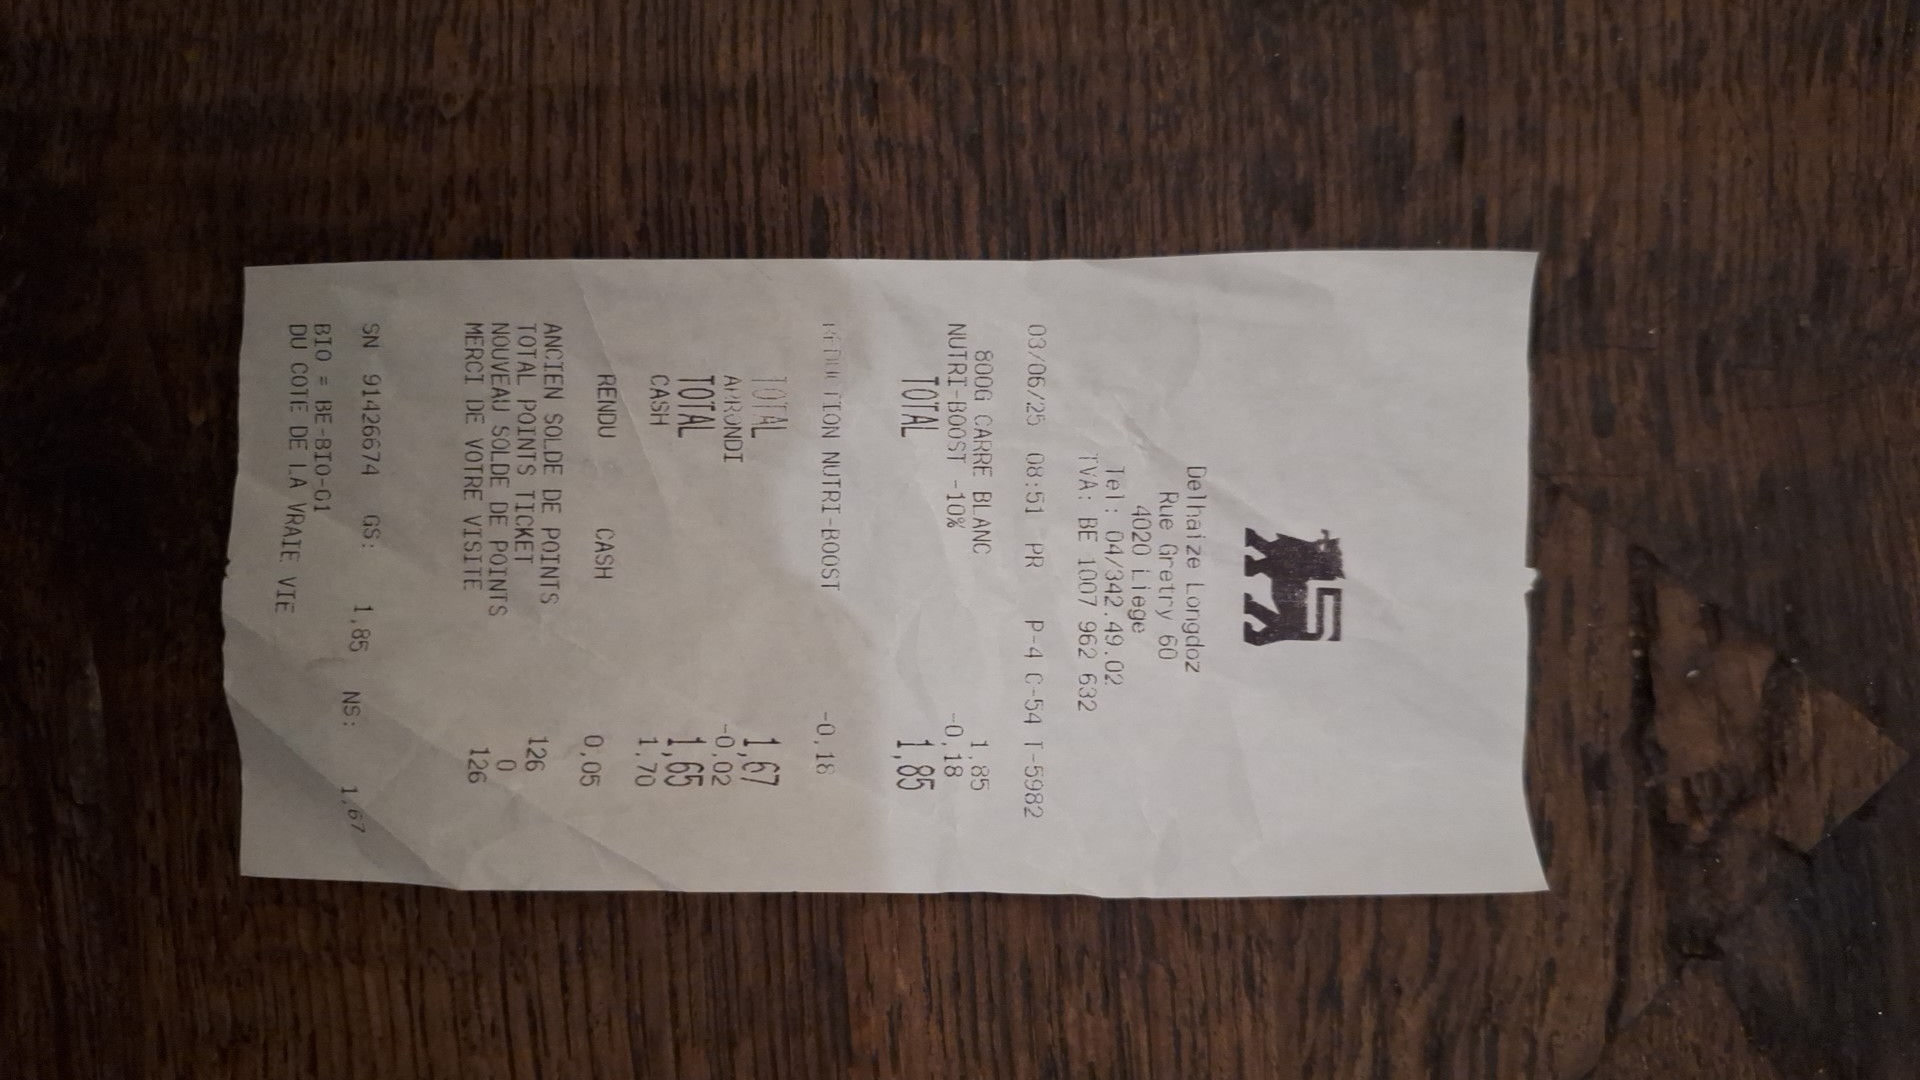 Delhaize Longdoz
Rue Gretry 60
4020 Liege
Tel: 04/342.49.02
TVA: BE 1007 962 632
03/06/25 08:51 PR P-4 C-54 T-5982
800G CARRE BLANC 1,85
NUTRI-BOOST -10% -0,18
TOTAL 1,85
REDUCTION NUTRI-BOOST -0,18
TOTAL 1,67
ARRONDI -0,02
TOTAL 1,65
CASH 1,70
RENDU CASH 0,05
ANCIEN SOLDE DE POINTS 126
TOTAL POINTS TICKET 0
NOUVEAU SOLDE DE POINTS 126
MERCI DE VOTRE VISITE
SN 91426674 GS: 1,85 NS: 1,67
BIO = BE-BIO-01
DU COTE DE LA VRAIE VIE